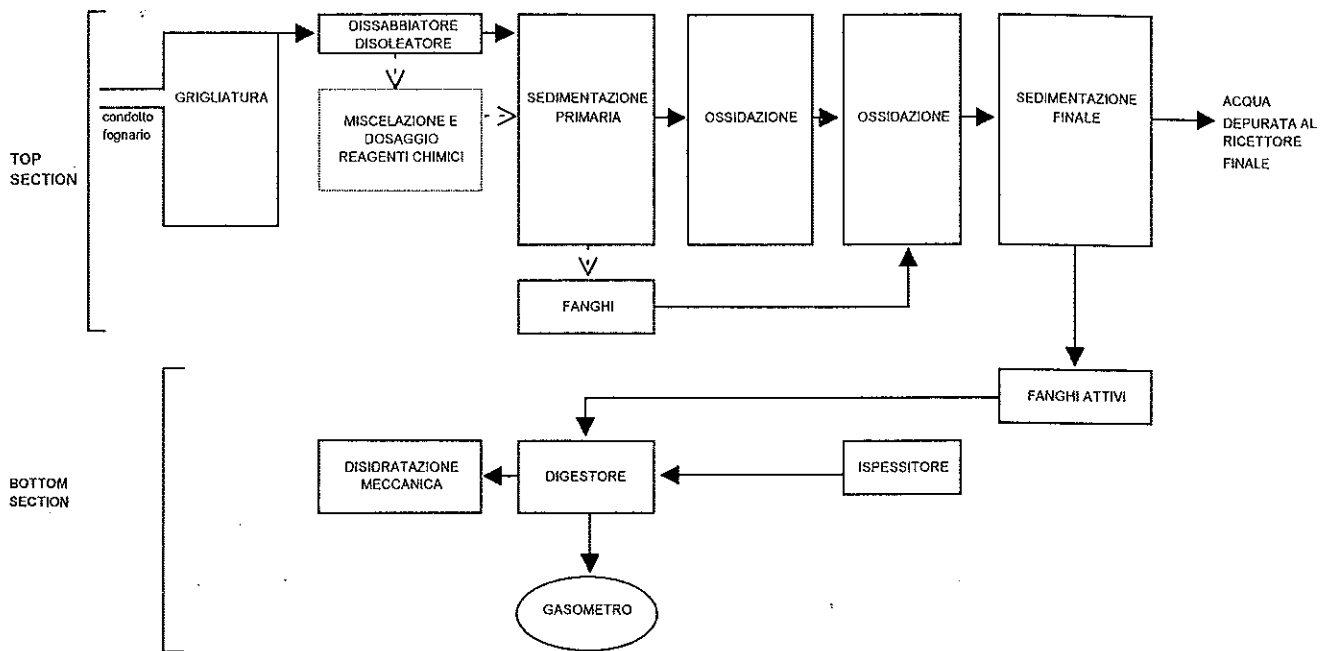 DISSABBIATORE
DISOLEATORE
GRIGLIATURA
condotto
fognario
MISCELAZIONE E
DOSAGGIO
REAGENTI CHIMICI
SEDIMENTAZIONE
PRIMARIA
OSSIDAZIONE
OSSIDAZIONE
SEDIMENTAZIONE
FINALE
ACQUA
DEPURATA AL
RICETTORE
FINALE
TOP
SECTION
FANGHI
FANGHI ATTIVI
DISIDRATAZIONE
MECCANICA
DIGESTORE
ISPESSITORE
BOTTOM
SECTION
GASOMETRO